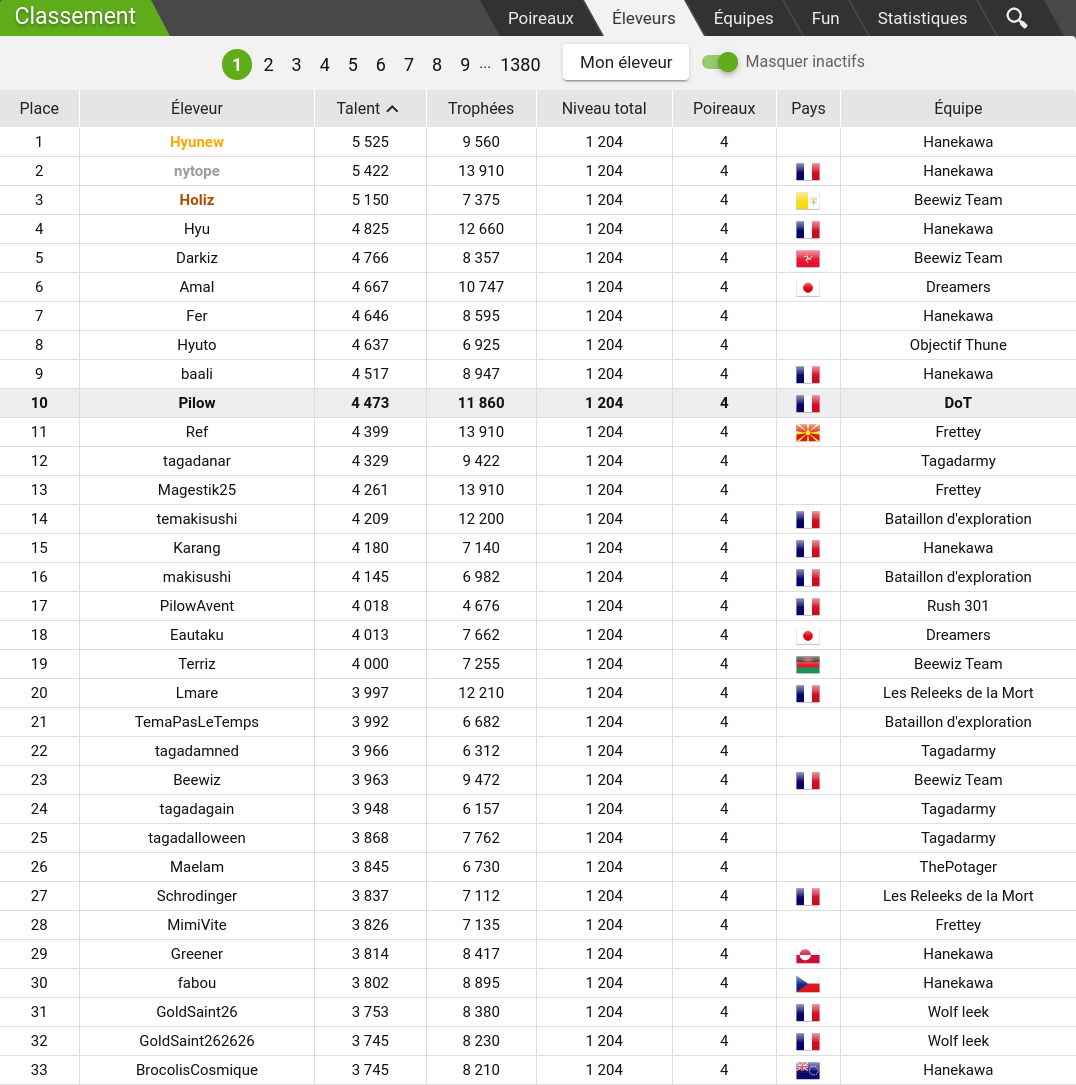 Classement Poireaux Éleveurs Équipes Fun Statistiques
1 2 3 4 5 6 7 8 9 ... 1380 Mon éleveur Masquer inactifs
Place Éleveur Talent Trophées Niveau total Poireaux Pays Équipe
1 Hyunew 5 525 9 560 1 204 4 Hanekawa
2 nytope 5 422 13 910 1 204 4 Hanekawa
3 Holiz 5 150 7 375 1 204 4 Beewiz Team
4 Hyu 4 825 12 660 1 204 4 Hanekawa
5 Darkiz 4 766 8 357 1 204 4 Beewiz Team
6 Amal 4 667 10 747 1 204 4 Dreamers
7 Fer 4 646 8 595 1 204 4 Hanekawa
8 Hyuto 4 637 6 925 1 204 4 Objectif Thune
9 baali 4 517 8 947 1 204 4 Hanekawa
10 Pilow 4 473 11 860 1 204 4 DoT
11 Ref 4 399 13 910 1 204 4 Frettey
12 tagadanar 4 329 9 422 1 204 4 Tagadarmy
13 Magestik25 4 261 13 910 1 204 4 Frettey
14 temakisushi 4 209 12 200 1 204 4 Bataillon d'exploration
15 Karang 4 180 7 140 1 204 4 Hanekawa
16 makisushi 4 145 6 982 1 204 4 Bataillon d'exploration
17 PilowAvent 4 018 4 676 1 204 4 Rush 301
18 Eautaku 4 013 7 662 1 204 4 Dreamers
19 Terriz 4 000 7 255 1 204 4 Beewiz Team
20 Lmare 3 997 12 210 1 204 4 Les Releeks de la Mort
21 TemaPasLeTemps 3 992 6 682 1 204 4 Bataillon d'exploration
22 tagadamned 3 966 6 312 1 204 4 Tagadarmy
23 Beewiz 3 963 9 472 1 204 4 Beewiz Team
24 tagadagain 3 948 6 157 1 204 4 Tagadarmy
25 tagadalloween 3 868 7 762 1 204 4 Tagadarmy
26 Maelam 3 845 6 730 1 204 4 ThePotager
27 Schrodinger 3 837 7 112 1 204 4 Les Releeks de la Mort
28 MimiVite 3 826 7 135 1 204 4 Frettey
29 Greener 3 814 8 417 1 204 4 Hanekawa
30 fabou 3 802 8 895 1 204 4 Hanekawa
31 GoldSaint26 3 753 8 380 1 204 4 Wolf leek
32 GoldSaint262626 3 745 8 230 1 204 4 Wolf leek
33 BrocolisCosmique 3 745 8 210 1 204 4 Hanekawa